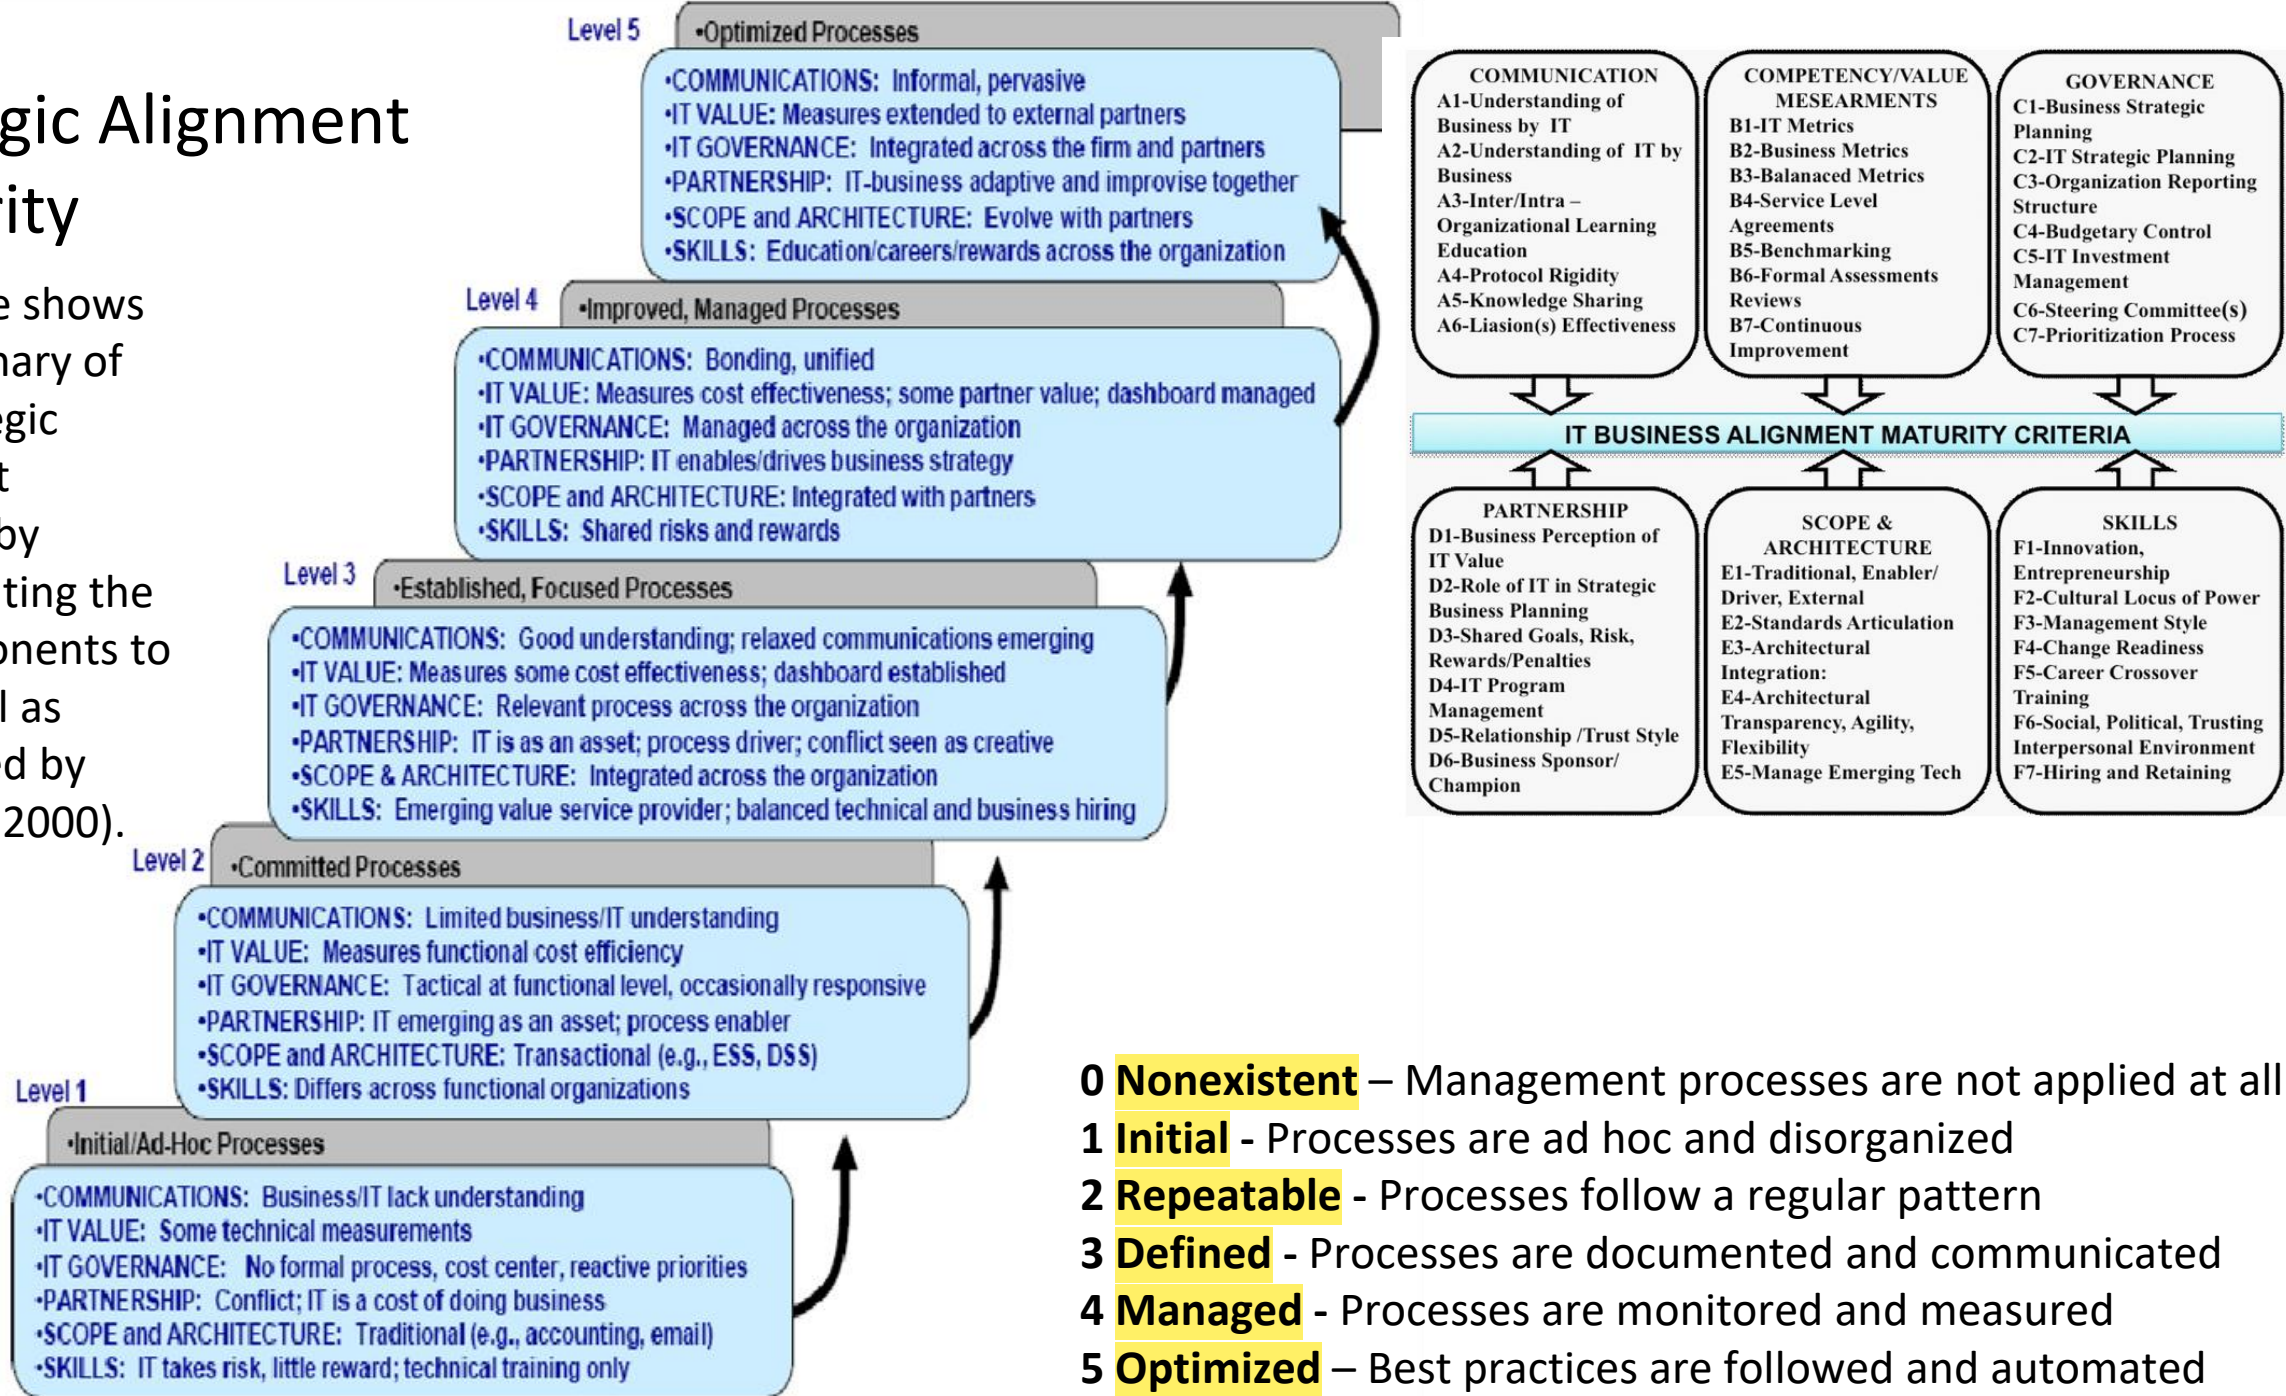 gic Alignment
rity
e shows
nary of
egic
t
by
ting the
onents to
l as
ed by
2000).
Level 5
•Optimized Processes
•COMMUNICATIONS: Informal, pervasive
•IT VALUE: Measures extended to external partners
•IT GOVERNANCE: Integrated across the firm and partners
•PARTNERSHIP: IT-business adaptive and improvise together
•SCOPE and ARCHITECTURE: Evolve with partners
•SKILLS: Education/careers/rewards across the organization
Level 4
•Improved, Managed Processes
•COMMUNICATIONS: Bonding, unified
•IT VALUE: Measures cost effectiveness; some partner value; dashboard managed
•IT GOVERNANCE: Managed across the organization
•PARTNERSHIP: IT enables/drives business strategy
•SCOPE and ARCHITECTURE: Integrated with partners
•SKILLS: Shared risks and rewards
Level 3
•Established, Focused Processes
•COMMUNICATIONS: Good understanding; relaxed communications emerging
•IT VALUE: Measures some cost effectiveness; dashboard established
•IT GOVERNANCE: Relevant process across the organization
•PARTNERSHIP: IT is as an asset; process driver; conflict seen as creative
•SCOPE & ARCHITECTURE: Integrated across the organization
•SKILLS: Emerging value service provider; balanced technical and business hiring
Level 2
•Committed Processes
•COMMUNICATIONS: Limited business/IT understanding
•IT VALUE: Measures functional cost efficiency
•IT GOVERNANCE: Tactical at functional level, occasionally responsive
•PARTNERSHIP: IT emerging as an asset; process enabler
•SCOPE and ARCHITECTURE: Transactional (e.g., ESS, DSS)
•SKILLS: Differs across functional organizations
Level 1
•Initial/Ad-Hoc Processes
•COMMUNICATIONS: Business/IT lack understanding
•IT VALUE: Some technical measurements
•IT GOVERNANCE: No formal process, cost center, reactive priorities
•PARTNERSHIP: Conflict; IT is a cost of doing business
•SCOPE and ARCHITECTURE: Traditional (e.g., accounting, email)
•SKILLS: IT takes risk, little reward; technical training only
COMMUNICATION
A1-Understanding of
Business by IT
A2-Understanding of IT by
Business
A3-Inter/Intra –
Organizational Learning
Education
A4-Protocol Rigidity
A5-Knowledge Sharing
A6-Liasion(s) Effectiveness
COMPETENCY/VALUE
MESEARMENTS
B1-IT Metrics
B2-Business Metrics
B3-Balanaced Metrics
B4-Service Level
Agreements
B5-Benchmarking
B6-Formal Assessments
Reviews
B7-Continuous
Improvement
GOVERNANCE
C1-Business Strategic
Planning
C2-IT Strategic Planning
C3-Organization Reporting
Structure
C4-Budgetary Control
C5-IT Investment
Management
C6-Steering Committee(s)
C7-Prioritization Process
IT BUSINESS ALIGNMENT MATURITY CRITERIA
PARTNERSHIP
D1-Business Perception of
IT Value
D2-Role of IT in Strategic
Business Planning
D3-Shared Goals, Risk,
Rewards/Penalties
D4-IT Program
Management
D5-Relationship /Trust Style
D6-Business Sponsor/
Champion
SCOPE &
ARCHITECTURE
E1-Traditional, Enabler/
Driver, External
E2-Standards Articulation
E3-Architectural
Integration:
E4-Architectural
Transparency, Agility,
Flexibility
E5-Manage Emerging Tech
SKILLS
F1-Innovation,
Entrepreneurship
F2-Cultural Locus of Power
F3-Management Style
F4-Change Readiness
F5-Career Crossover
Training
F6-Social, Political, Trusting
Interpersonal Environment
F7-Hiring and Retaining
0 Nonexistent – Management processes are not applied at all
1 Initial - Processes are ad hoc and disorganized
2 Repeatable - Processes follow a regular pattern
3 Defined - Processes are documented and communicated
4 Managed - Processes are monitored and measured
5 Optimized – Best practices are followed and automated